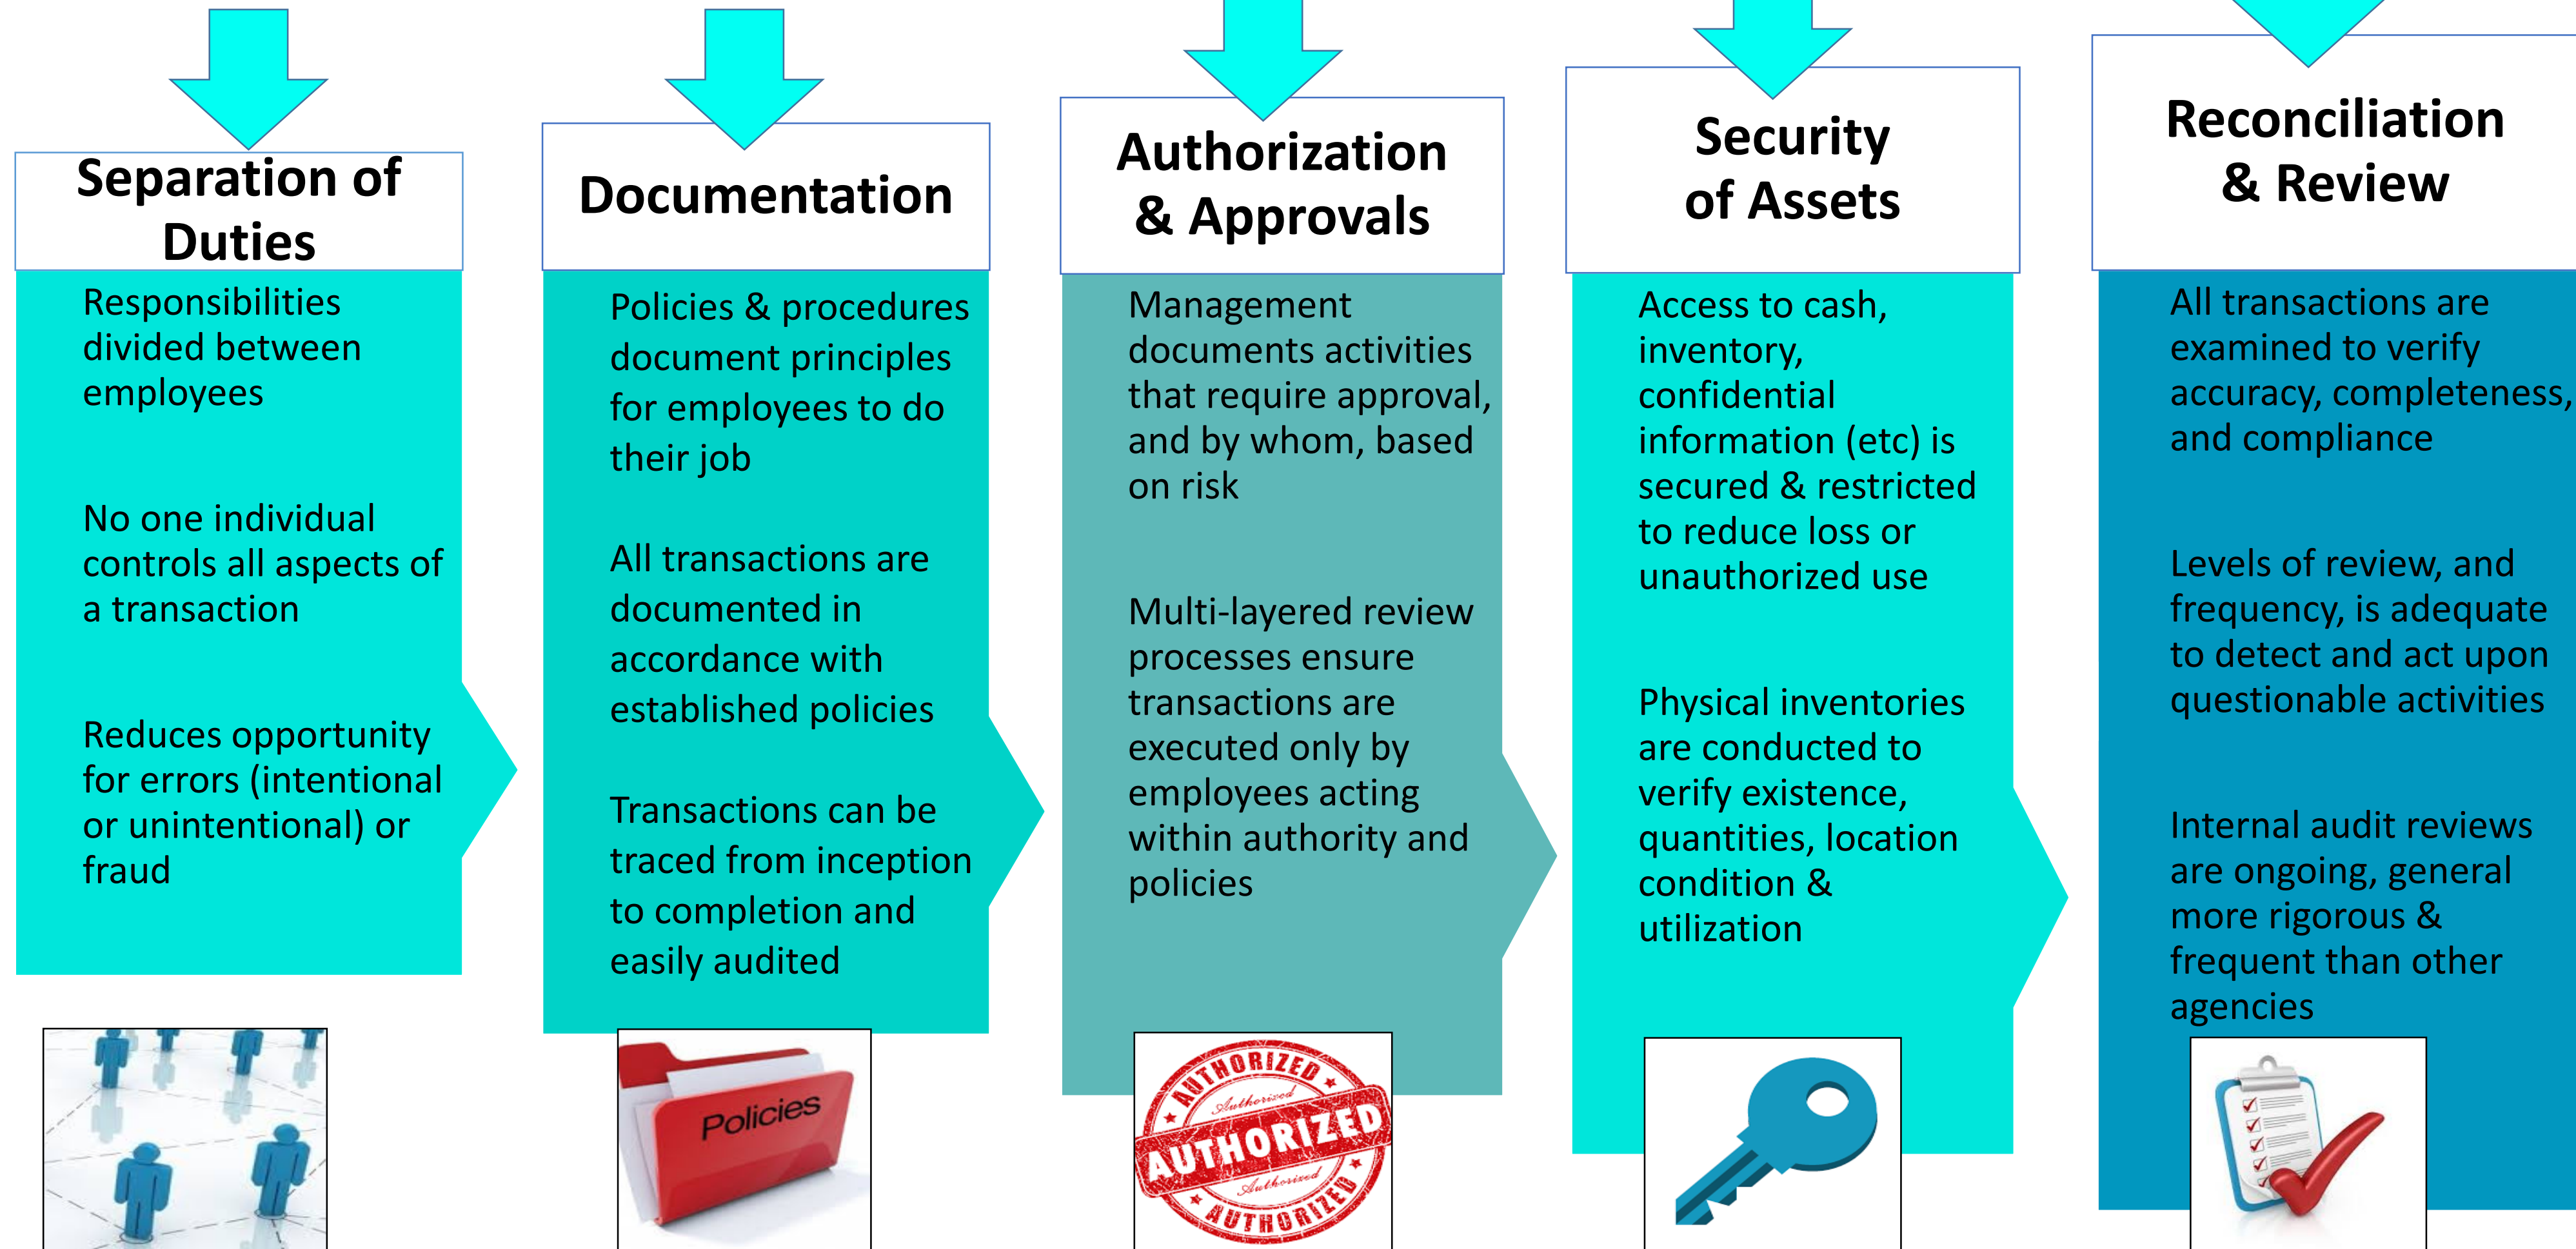 Separation of
Duties
Responsibilities
divided between
employees
No one individual
controls all aspects of
a transaction
Reduces opportunity
for errors (intentional
or unintentional) or
fraud
Documentation
Policies & procedures
document principles
for employees to do
their job
All transactions are
documented in
accordance with
established policies
Transactions can be
traced from inception
to completion and
easily audited
Policies
Authorization
& Approvals
Management
documents activities
that require approval,
and by whom, based
on risk
Multi-layered review
processes ensure
transactions are
executed only by
employees acting
within authority and
policies
AUTHORIZED
Authorized
AUTHORIZED
Authorized
AUTHORIZED
Security
of Assets
Access to cash,
inventory,
confidential
information (etc) is
secured & restricted
to reduce loss or
unauthorized use
Physical inventories
are conducted to
verify existence,
quantities, location
condition &
utilization
Reconciliation
& Review
All transactions are
examined to verify
accuracy, completeness,
and compliance
Levels of review, and
frequency, is adequate
to detect and act upon
questionable activities
Internal audit reviews
are ongoing, general
more rigorous &
frequent than other
agencies